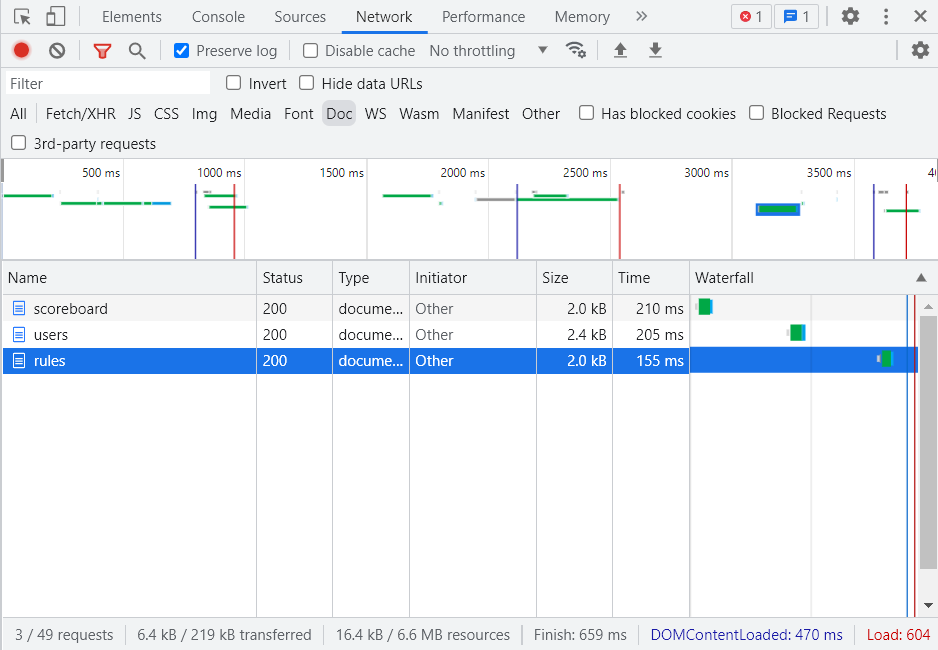 Elements Console Sources Network Performance Memory 1 1
Preserve log Disable cache No throttling
Filter Invert Hide data URLs
All Fetch/XHR JS CSS Img Media Font Doc WS Wasm Manifest Other Has blocked cookies Blocked Requests
3rd-party requests
500 ms 1000 ms 1500 ms 2000 ms 2500 ms 3000 ms 3500 ms
Name Status Type Initiator Size Time Waterfall
scoreboard 200 docume... Other 2.0 kB 210 ms
users 200 docume... Other 2.4 kB 205 ms
rules 200 docume... Other 2.0 kB 155 ms
3 / 49 requests 6.4 kB / 219 kB transferred 16.4 kB / 6.6 MB resources Finish: 659 ms DOMContentLoaded: 470 ms Load: 604